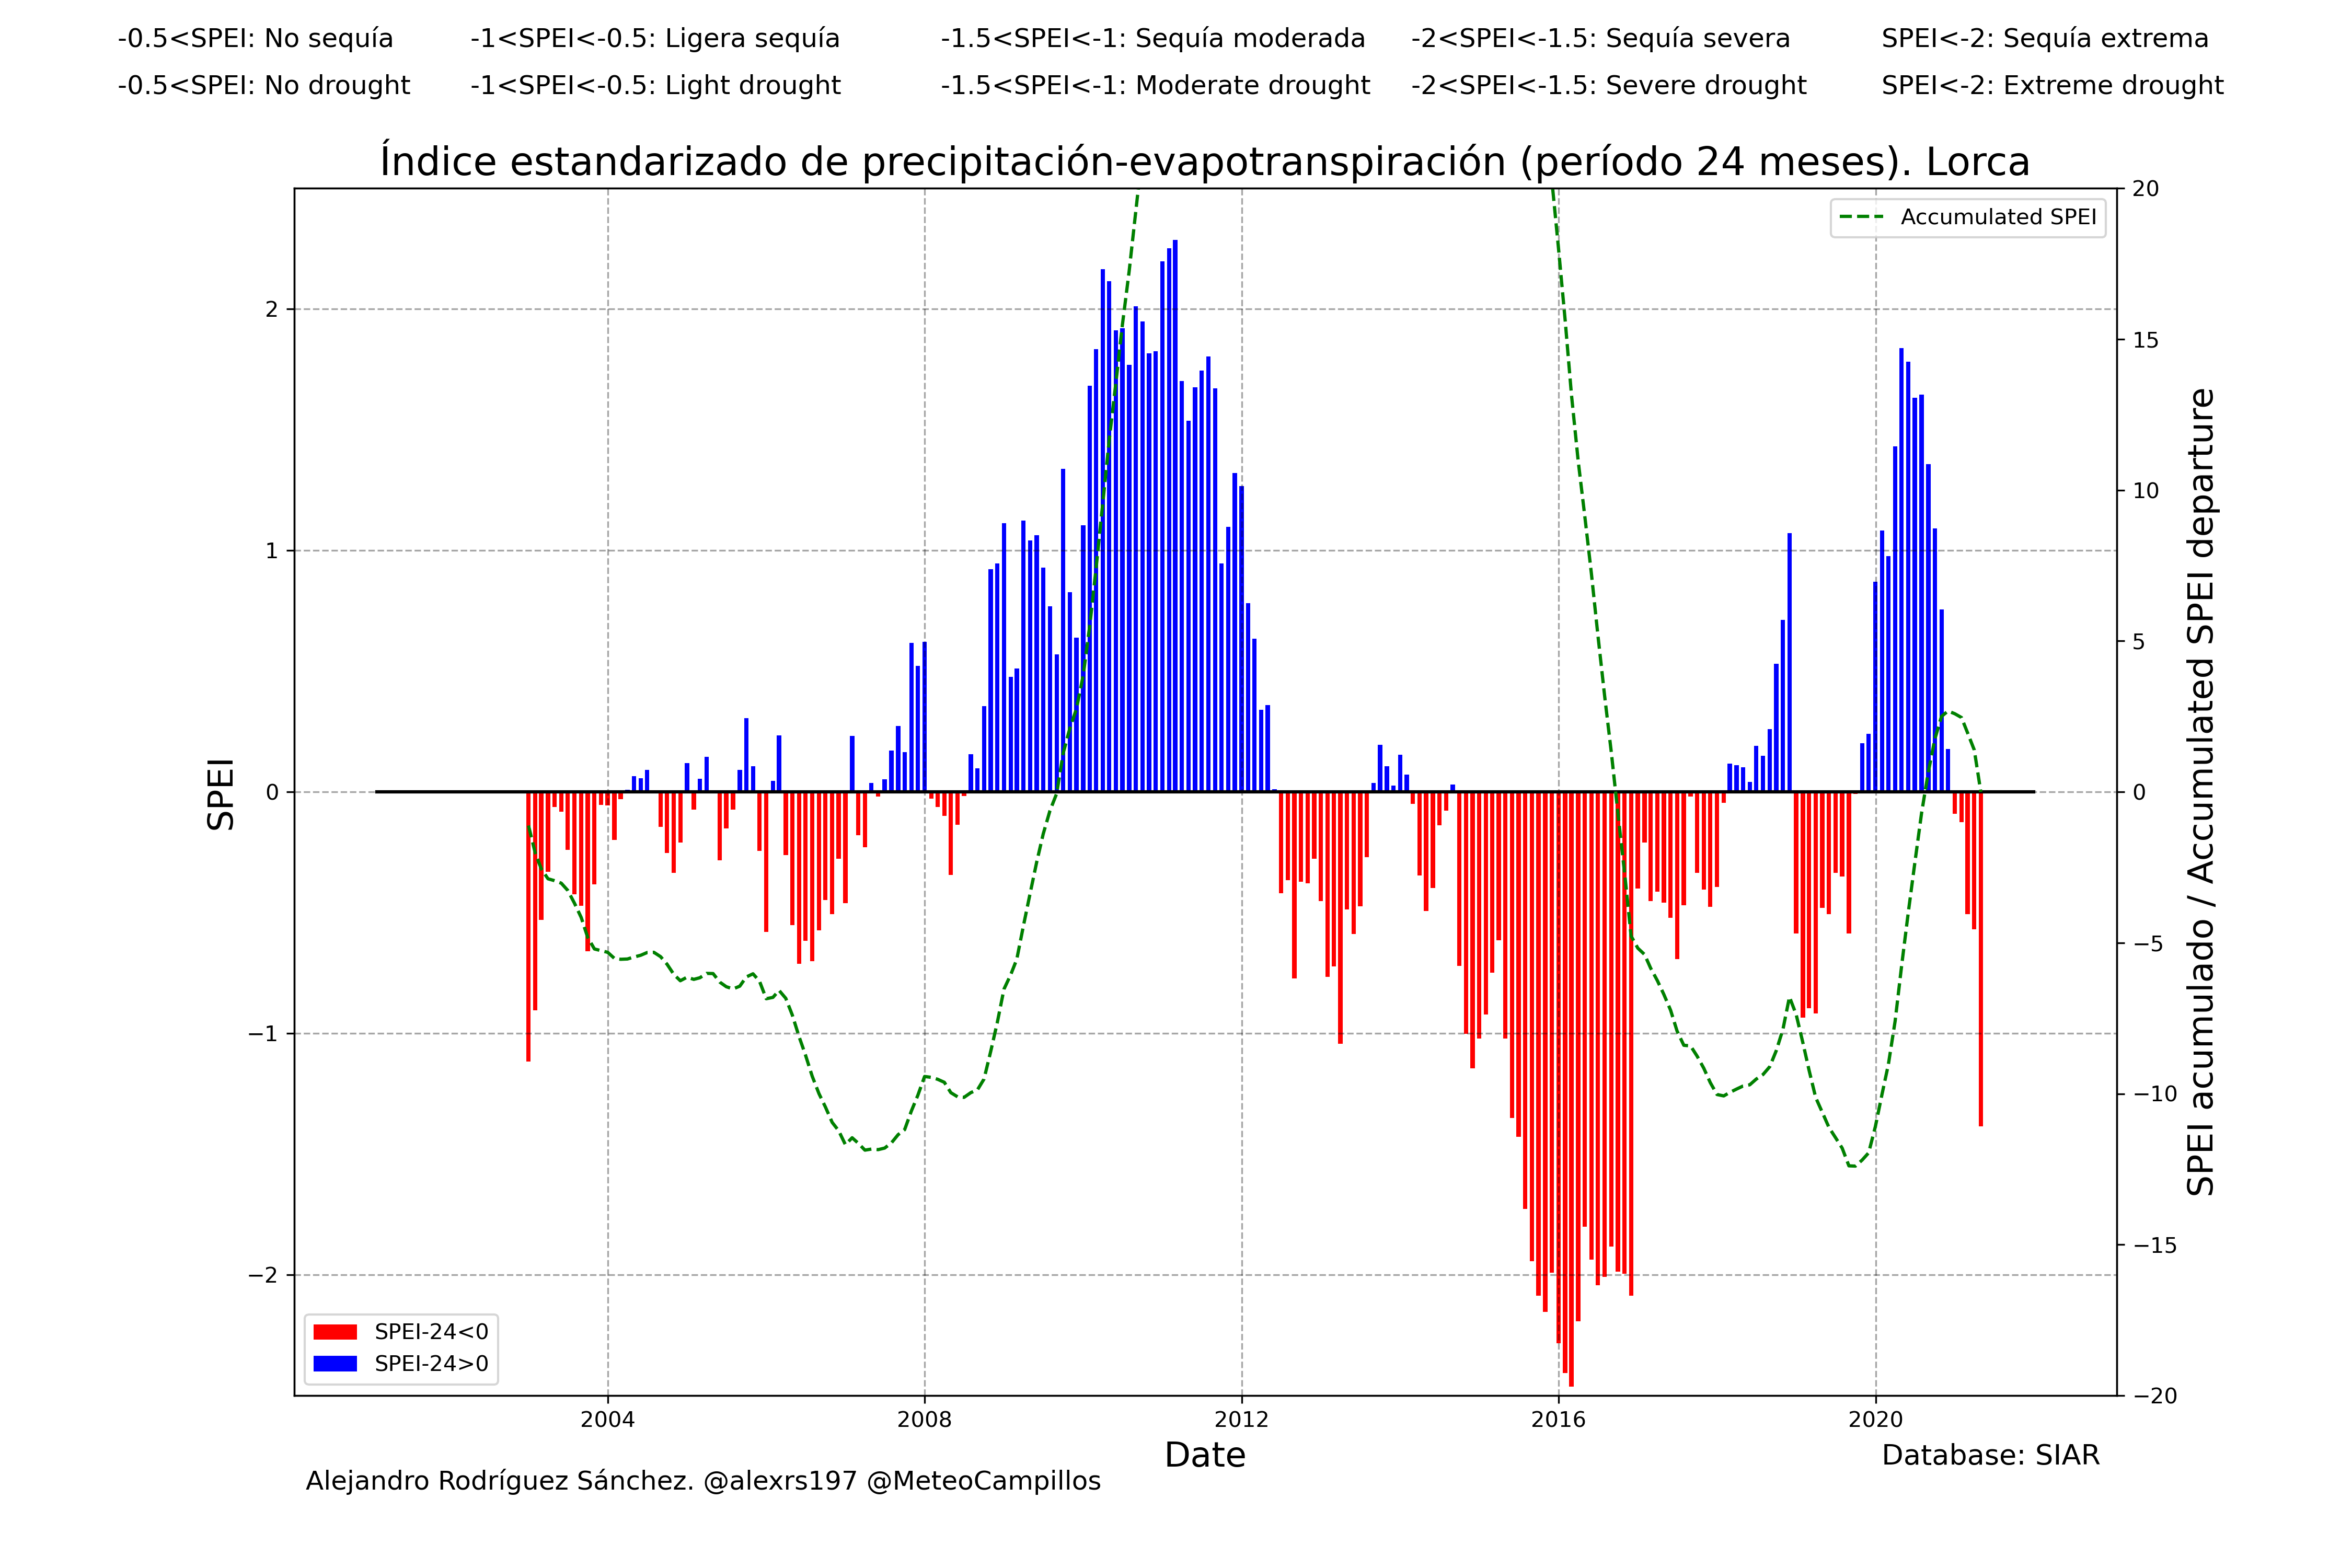 -0.5<SPEI: No sequía -1<SPEI<-0.5: Ligera sequía -1.5<SPEI<-1: Sequía moderada -2<SPEI<-1.5: Sequía severa SPEI<-2: Sequía extrema
-0.5<SPEI: No drought -1<SPEI<-0.5: Light drought -1.5<SPEI<-1: Moderate drought -2<SPEI<-1.5: Severe drought SPEI<-2: Extreme drought
Índice estandarizado de precipitación-evapotranspiración (período 24 meses). Lorca
Accumulated SPEI
SPEI
2
1
0
−1
−2
20
15
10
5
0
−5
−10
−15
−20
SPEI acumulado / Accumulated SPEI departure
SPEI-24<0
SPEI-24>0
2004 2008 2012 2016 2020
Date
Database: SIAR
Alejandro Rodríguez Sánchez. @alexrs197 @MeteoCampillos